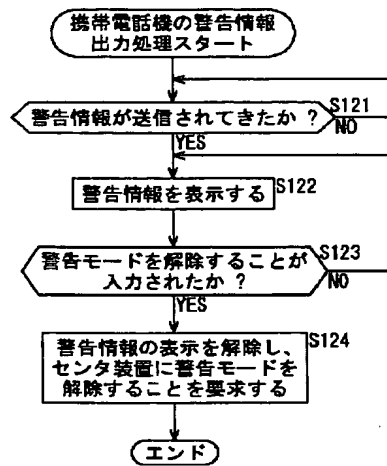 携帯電話機の警告情報
出力処理スタート
警告情報が送信されてきたか ?
S121
NO
YES
警告情報を表示する
S122
警告モードを解除することが
入力されたか ?
S123
NO
YES
警告情報の表示を解除し、
センタ装置に警告モードを
解除することを要求する
S124
エンド